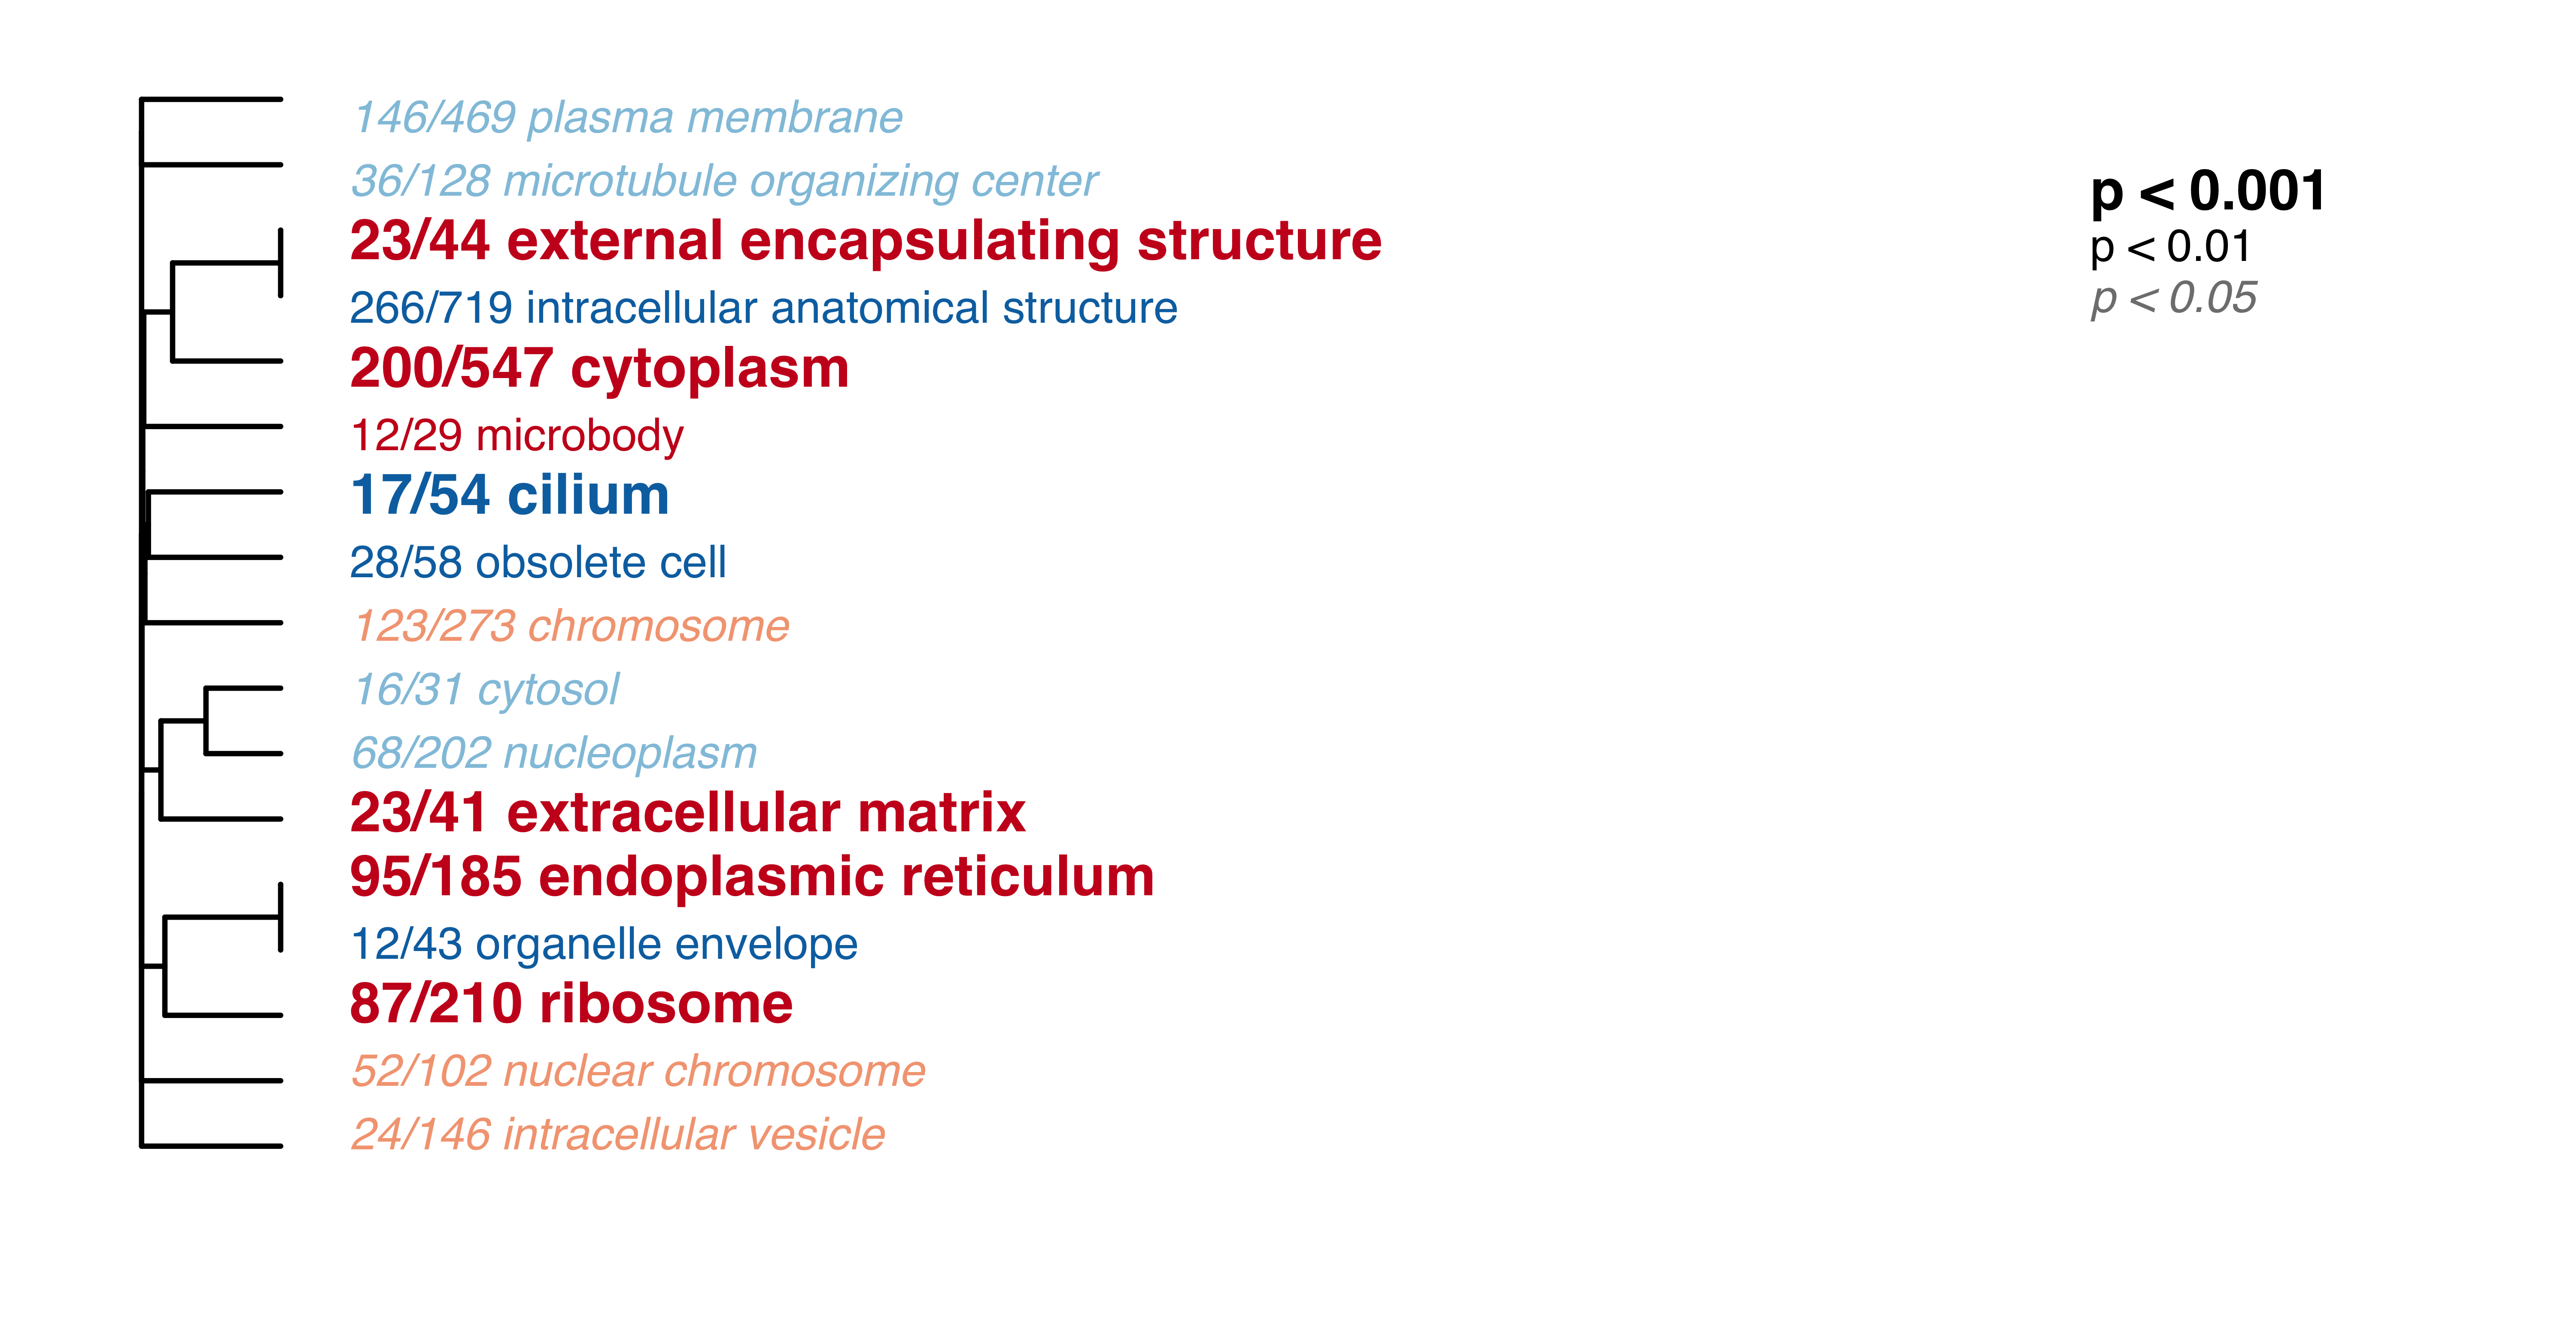 146/469 plasma membrane
36/128 microtubule organizing center
23/44 external encapsulating structure
266/719 intracellular anatomical structure
200/547 cytoplasm
12/29 microbody
17/54 cilium
28/58 obsolete cell
123/273 chromosome
16/31 cytosol
68/202 nucleoplasm
23/41 extracellular matrix
95/185 endoplasmic reticulum
12/43 organelle envelope
87/210 ribosome
52/102 nuclear chromosome
24/146 intracellular vesicle
p < 0.001
p < 0.01
p < 0.05